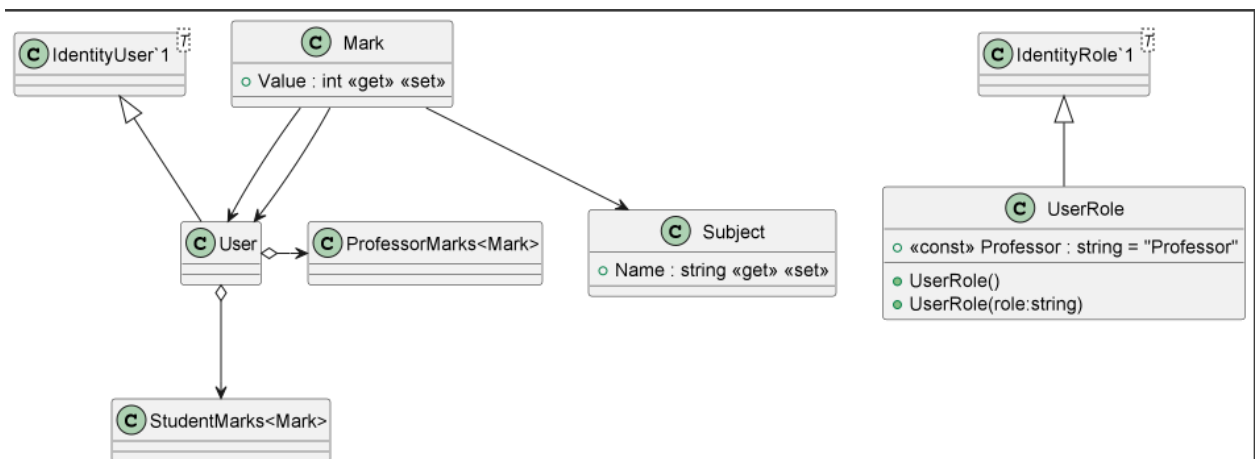 C IdentityUser`1 T
C Mark
Value : int «get» «set»
C IdentityRole`1 T
C User
C ProfessorMarks<Mark>
C Subject
Name : string «get» «set»
C UserRole
«const» Professor : string = "Professor"
UserRole()
UserRole(role:string)
C StudentMarks<Mark>